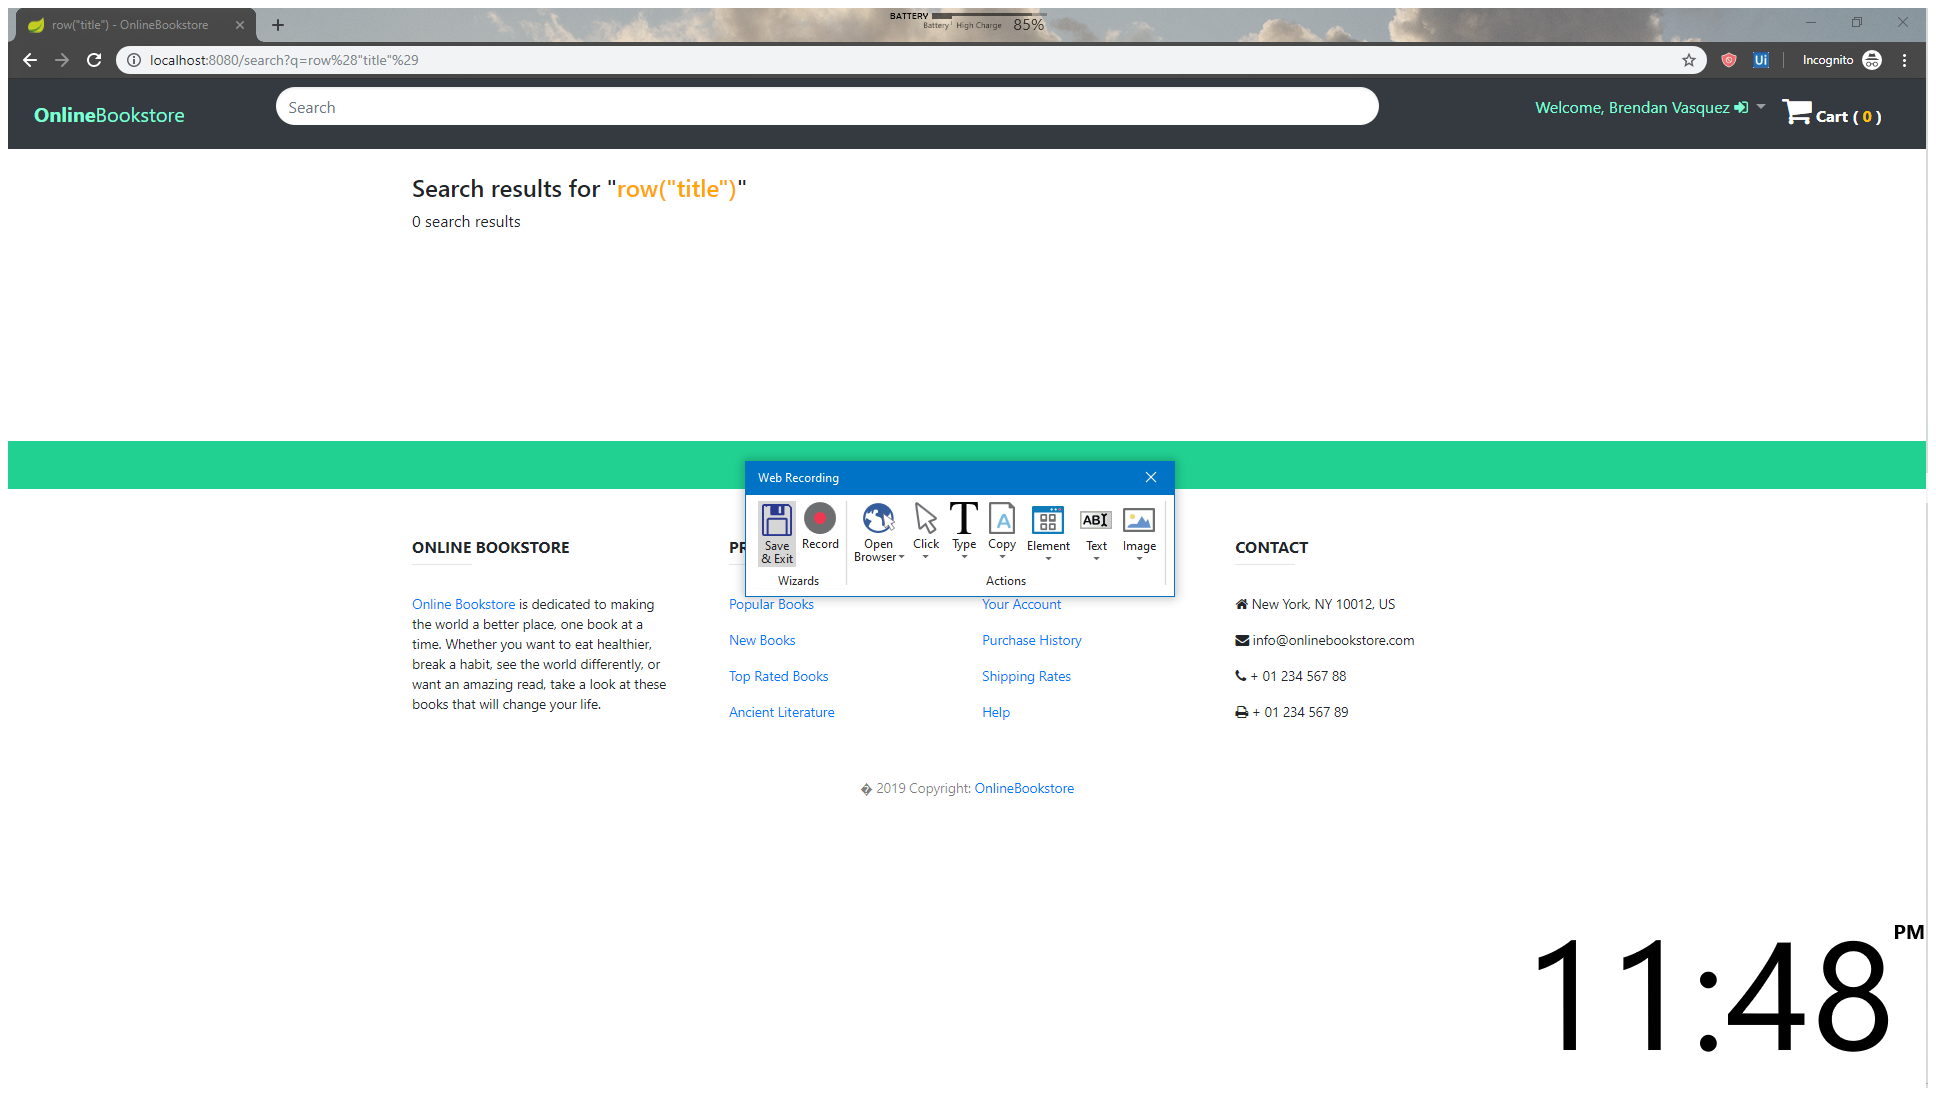 row("title") - OnlineBookstore
BATTERY
Battery High Charge 85%
localhost:8080/search?q=row%28"title"%29
Incognito
OnlineBookstore
Search
Welcome, Brendan Vasquez
Cart ( 0 )
Search results for "row("title")"
0 search results
Web Recording
Save & Exit
Record
Open Browser
Click
Type
Copy
Element
Text
Image
Wizards
Actions
ONLINE BOOKSTORE
Online Bookstore is dedicated to making
the world a better place, one book at a
time. Whether you want to eat healthier,
break a habit, see the world differently, or
want an amazing read, take a look at these
books that will change your life.
Popular Books
New Books
Top Rated Books
Ancient Literature
Your Account
Purchase History
Shipping Rates
Help
CONTACT
New York, NY 10012, US
info@onlinebookstore.com
+ 01 234 567 88
+ 01 234 567 89
� 2019 Copyright: OnlineBookstore
11:48 PM